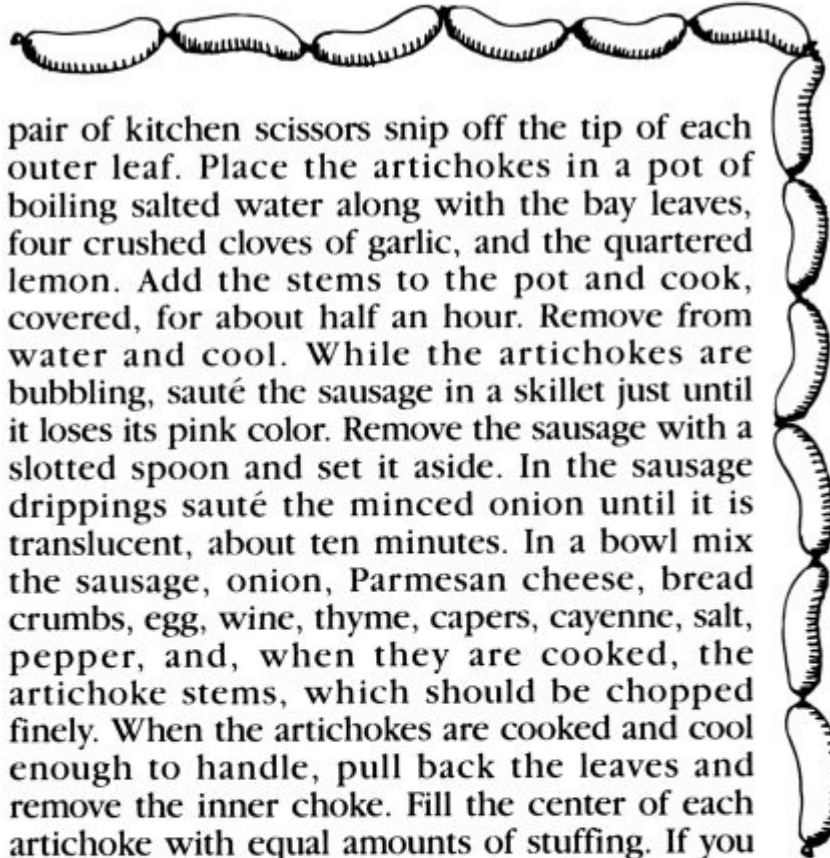 pair of kitchen scissors snip off the tip of each
outer leaf. Place the artichokes in a pot of
boiling salted water along with the bay leaves,
four crushed cloves of garlic, and the quartered
lemon. Add the stems to the pot and cook,
covered, for about half an hour. Remove from
water and cool. While the artichokes are
bubbling, sauté the sausage in a skillet just until
it loses its pink color. Remove the sausage with a
slotted spoon and set it aside. In the sausage
drippings sauté the minced onion until it is
translucent, about ten minutes. In a bowl mix
the sausage, onion, Parmesan cheese, bread
crumbs, egg, wine, thyme, capers, cayenne, salt,
pepper, and, when they are cooked, the
artichoke stems, which should be chopped
finely. When the artichokes are cooked and cool
enough to handle, pull back the leaves and
remove the inner choke. Fill the center of each
artichoke with equal amounts of stuffing. If you